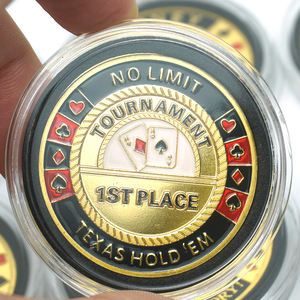 NO LIMIT
TOURNAMENT
1ST PLACE
TEXAS HOLD 'EM